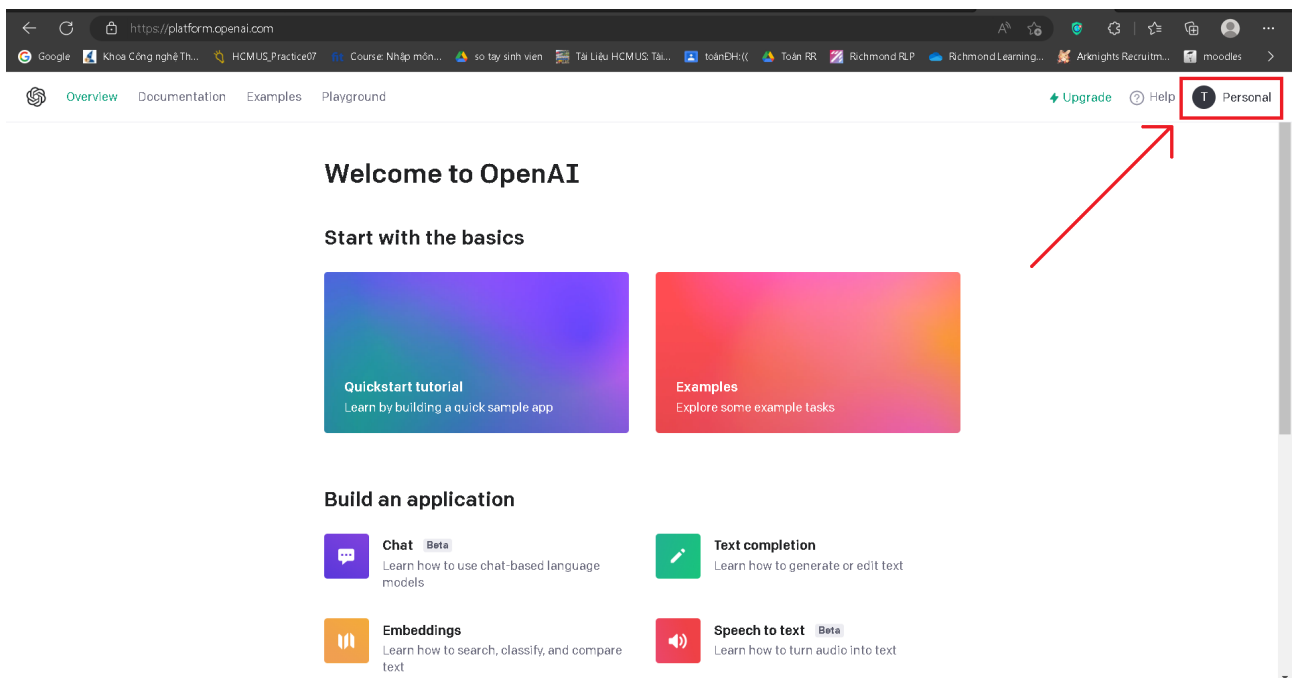 https://platform.openai.com
Google Khoa Công nghệ Th... HCMUS_Practice07 Course: Nhập môn... so tay sinh vien Tài Liệu HCMUS: Tài... toánĐH:(( Toán RR Richmond RLP Richmond Learning... Arknights Recruitm... moodles
Overview Documentation Examples Playground Upgrade Help T Personal
Welcome to OpenAI
Start with the basics
Quickstart tutorial
Learn by building a quick sample app
Examples
Explore some example tasks
Build an application
Chat Beta
Learn how to use chat-based language
models
Text completion
Learn how to generate or edit text
Embeddings
Learn how to search, classify, and compare
text
Speech to text Beta
Learn how to turn audio into text